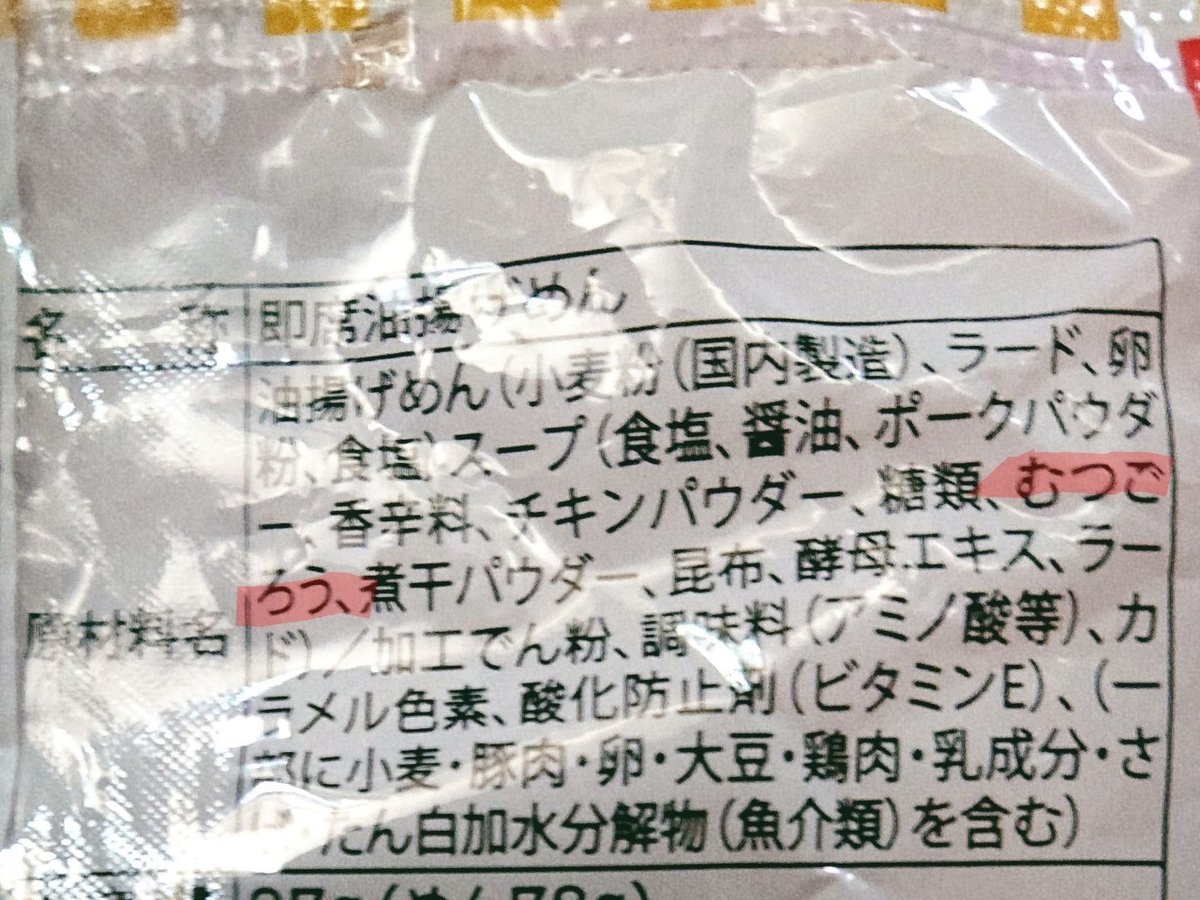 名　称 即席油揚げめん
油揚げめん(小麦粉(国内製造)、ラード、卵
粉、食塩)スープ(食塩、醤油、ポークパウダ
ー、香辛料、チキンパウダー、糖類、むつご
ろう、煮干パウダー、昆布、酵母エキス、ラー
原材料名 ド)/加工でん粉、調味料(アミノ酸等)、カ
ラメル色素、酸化防止剤(ビタミンE)、(一
部に小麦・豚肉・卵・大豆・鶏肉・乳成分・さ
ば・たん白加水分解物(魚介類)を含む)
(めん78g)